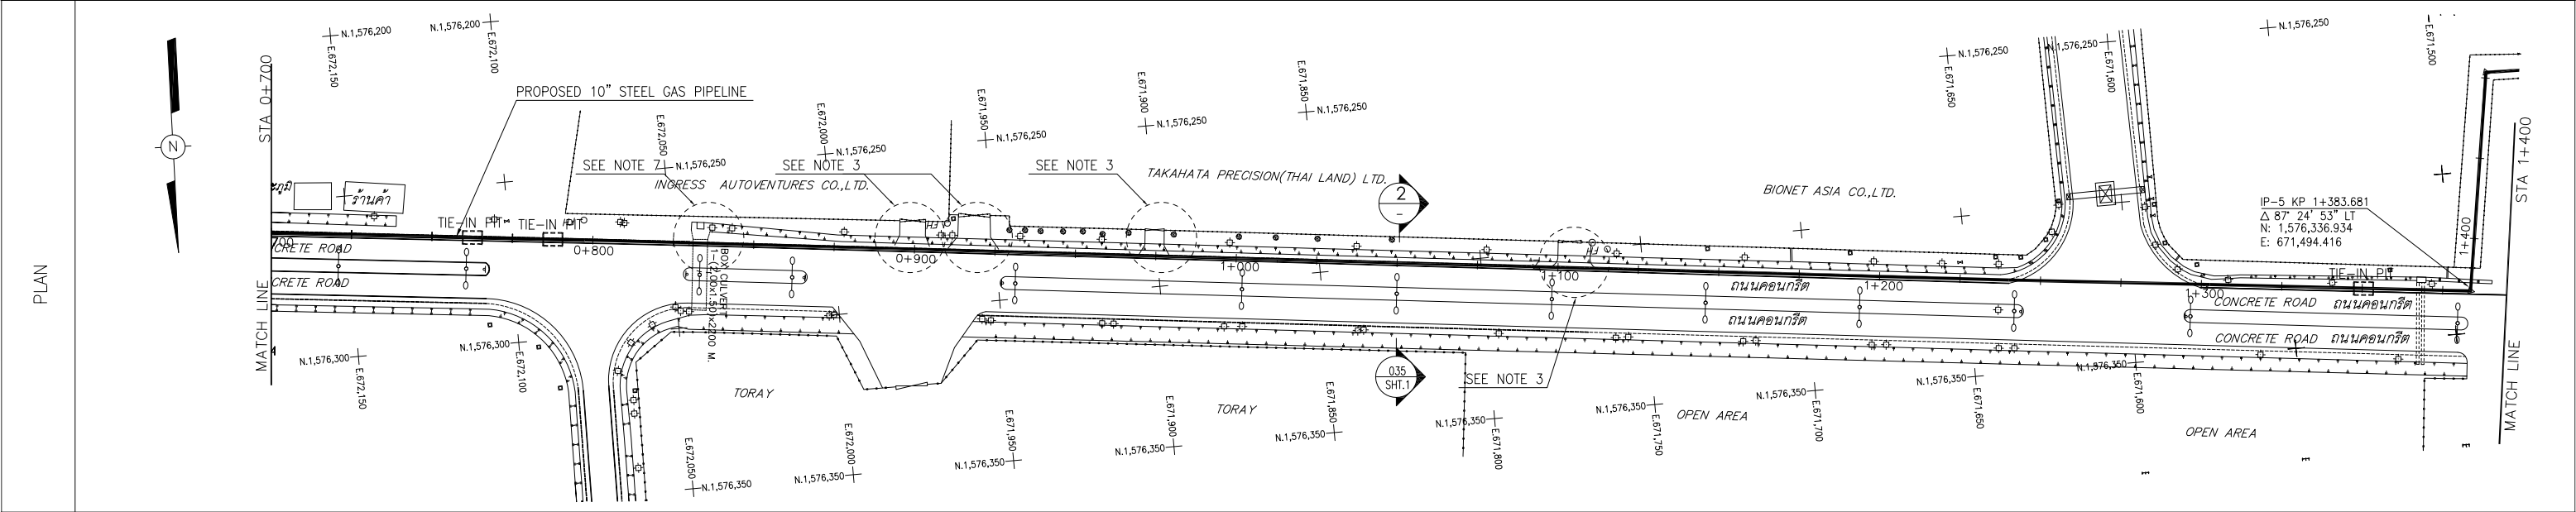 PLAN
N
STA 0+700
MATCH LINE
N.1,576,200
E.672,150
N.1,576,200
E.672,100
PROPOSED 10" STEEL GAS PIPELINE
E.672,050
N.1,576,250
E.672,000
N.1,576,250
E.671,950
N.1,576,250
E.671,900
N.1,576,250
E.671,850
N.1,576,250
N.1,576,250
E.671,650
N.1,576,250
E.671,600
N.1,576,250
E.671,500
SEE NOTE 7
SEE NOTE 3
SEE NOTE 3
INGRESS AUTOVENTURES CO.,LTD.
TAKAHATA PRECISION(THAI LAND) LTD.
BIONET ASIA CO.,LTD.
2
-
ร้านค้า
TIE-IN PIT
TIE-IN PIT
TIE-IN PIT
IP-5 KP 1+383.681
Δ 87° 24' 53" LT
N: 1,576,336.934
E: 671,494.416
1+400
STA 1+400
MATCH LINE
700
0+800
0+900
1+000
1+100
1+200
1+300
CRETE ROAD
CRETE ROAD
BOX CULVERT
1-(2.00x1.50)x2200 M.
ถนนคอนกรีต
ถนนคอนกรีต
CONCRETE ROAD ถนนคอนกรีต
CONCRETE ROAD ถนนคอนกรีต
N.1,576,300
E.672,150
N.1,576,300
E.672,100
TORAY
TORAY
035
SHT.1
SEE NOTE 3
OPEN AREA
OPEN AREA
E.672,050
N.1,576,350
E.672,000
N.1,576,350
E.671,950
N.1,576,350
E.671,900
N.1,576,350
E.671,850
N.1,576,350
N.1,576,350
E.671,800
N.1,576,350
E.671,750
N.1,576,350
E.671,700
N.1,576,350
E.671,650
N.1,576,350
E.671,600